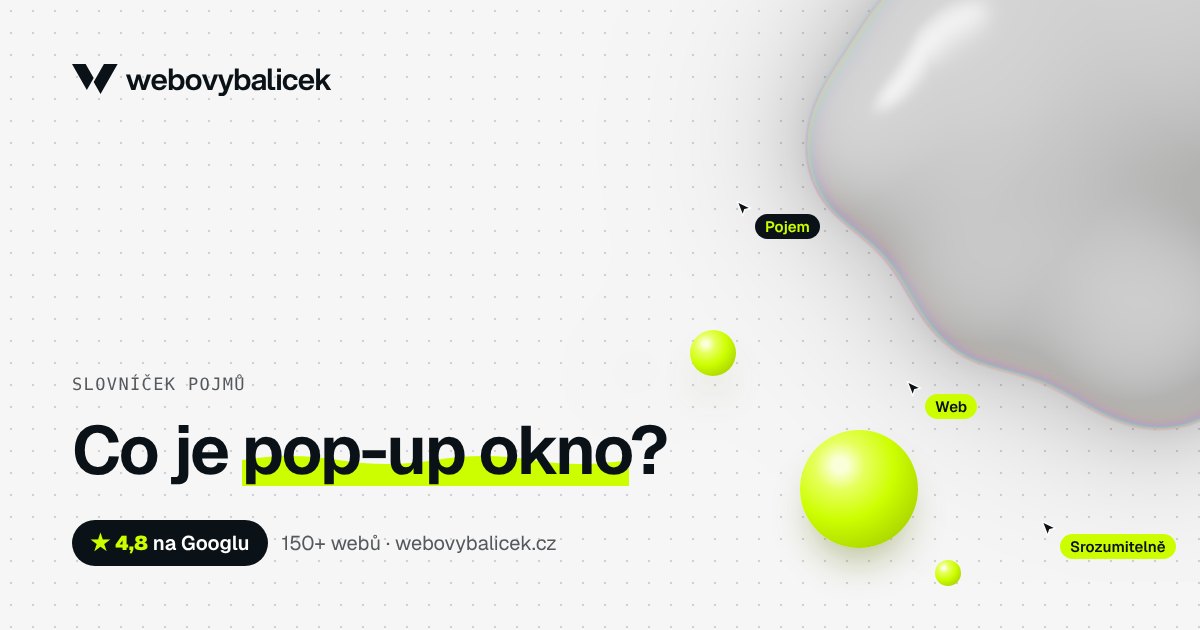 webovybalicek
Pojem
SLOVNÍČEK POJMŮ
Web
Co je pop-up okno?
★ 4,8 na Googlu
150+ webů · webovybalicek.cz
Srozumitelně